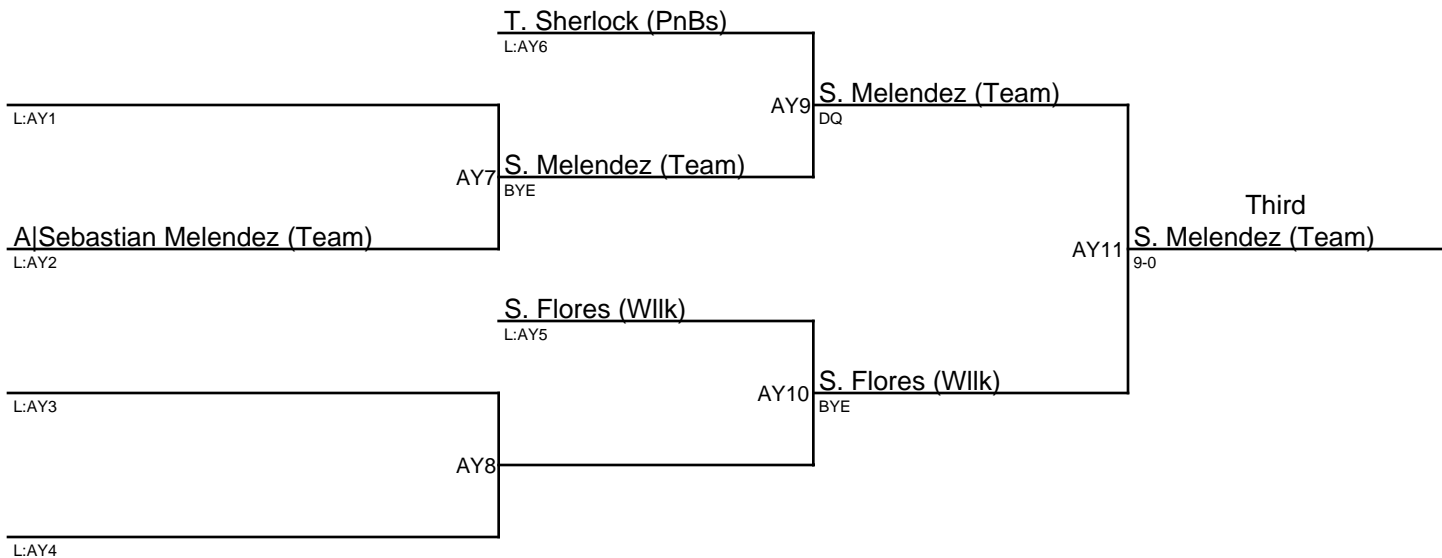 T. Sherlock (PnBs)
L:AY6
L:AY1
AY9
S. Melendez (Team)
DQ
AY7
S. Melendez (Team)
BYE
A|Sebastian Melendez (Team)
L:AY2
Third
AY11
S. Melendez (Team)
9-0
S. Flores (Wllk)
L:AY5
L:AY3
AY10
S. Flores (Wllk)
BYE
AY8
L:AY4